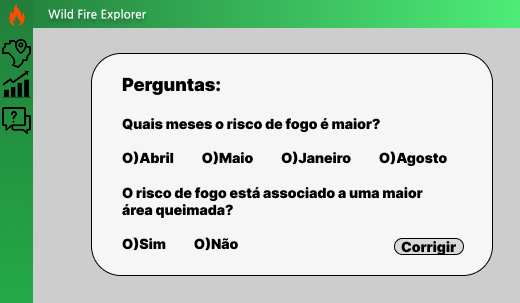 Wild Fire Explorer
?
Perguntas:
Quais meses o risco de fogo é maior?
O)Abril O)Maio O)Janeiro O)Agosto
O risco de fogo está associado a uma maior
área queimada?
O)Sim O)Não
Corrigir